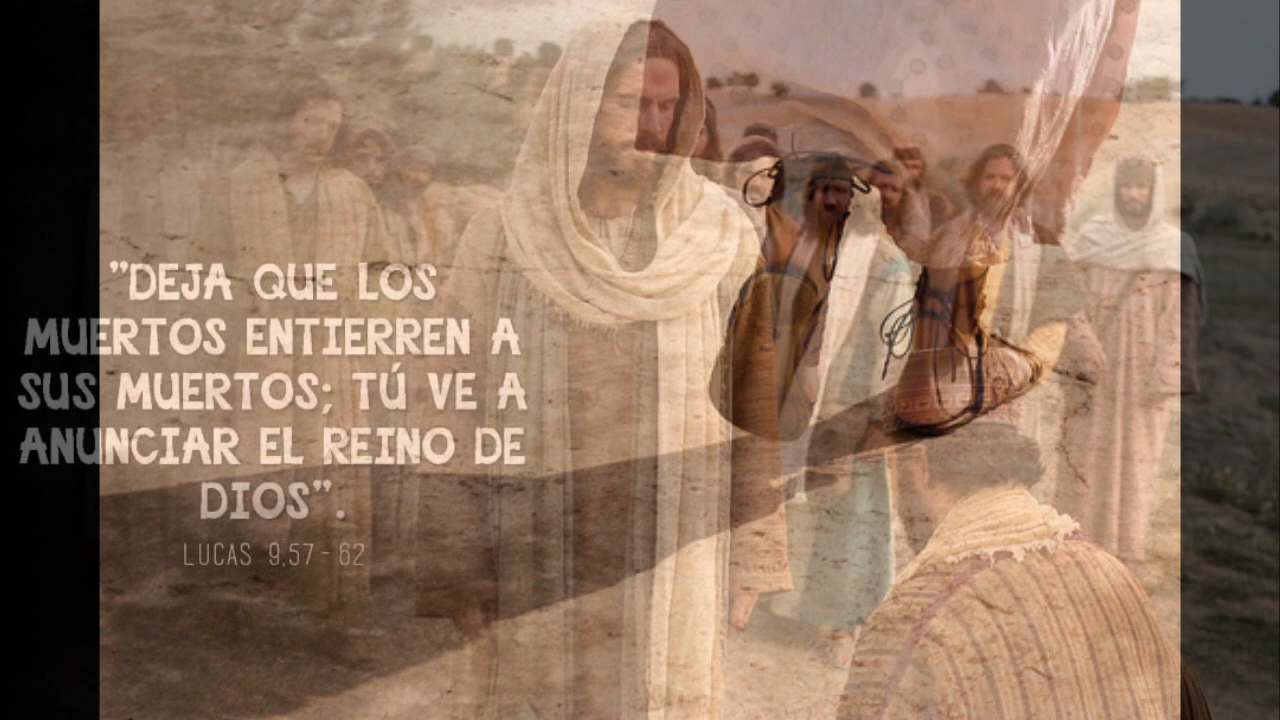 "DEJA QUE LOS
MUERTOS ENTIERREN A
SUS MUERTOS; TÚ VE A
ANUNCIAR EL REINO DE
DIOS".
LUCAS 9,57-62